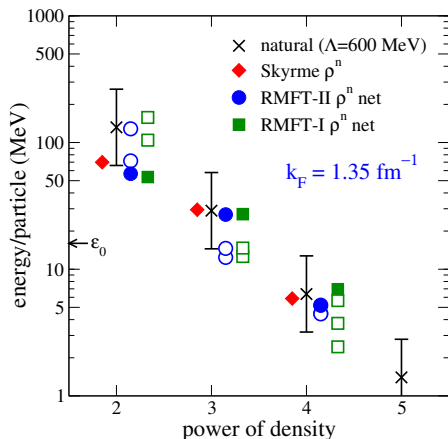 1000
natural (Λ=600 MeV)
Skyrme ρⁿ
RMFT-II ρⁿ net
RMFT-I ρⁿ net
k_F = 1.35 fm⁻¹
100
50
10
5
1
ε₀
energy/particle (MeV)
2 3 4 5
power of density